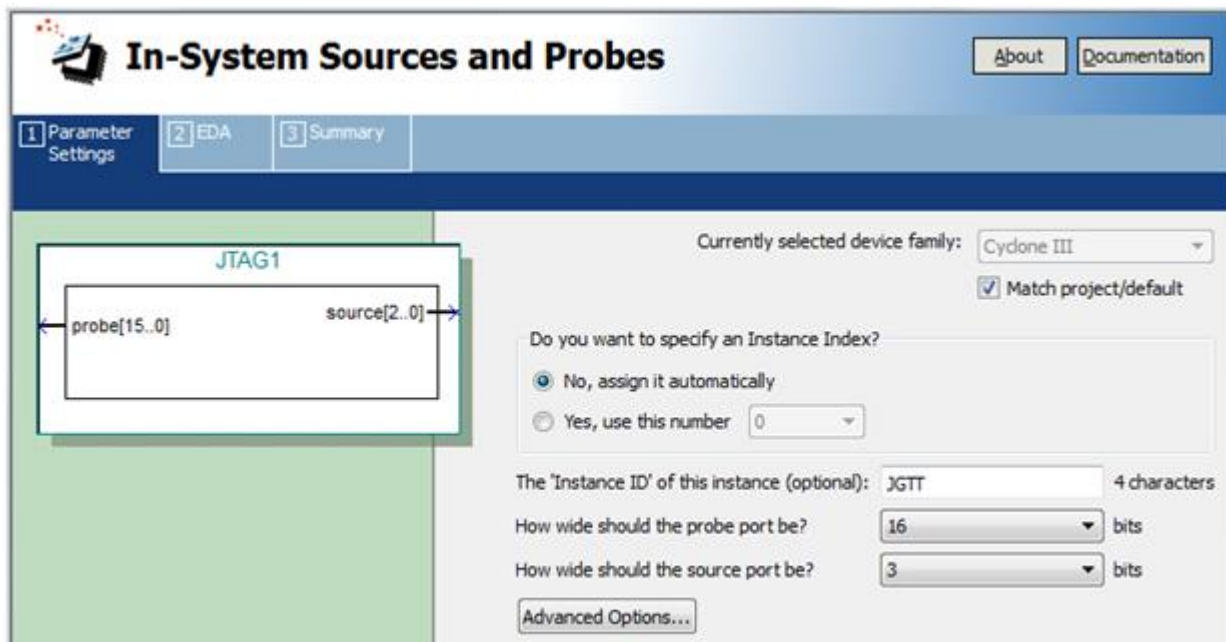 In-System Sources and Probes
About
Documentation
1 Parameter Settings
2 EDA
3 Summary
JTAG1
probe[15..0]
source[2..0]
Currently selected device family:
Cyclone III
Match project/default
Do you want to specify an Instance Index?
No, assign it automatically
Yes, use this number
0
The 'Instance ID' of this instance (optional):
JGTT
4 characters
How wide should the probe port be?
16
bits
How wide should the source port be?
3
bits
Advanced Options...